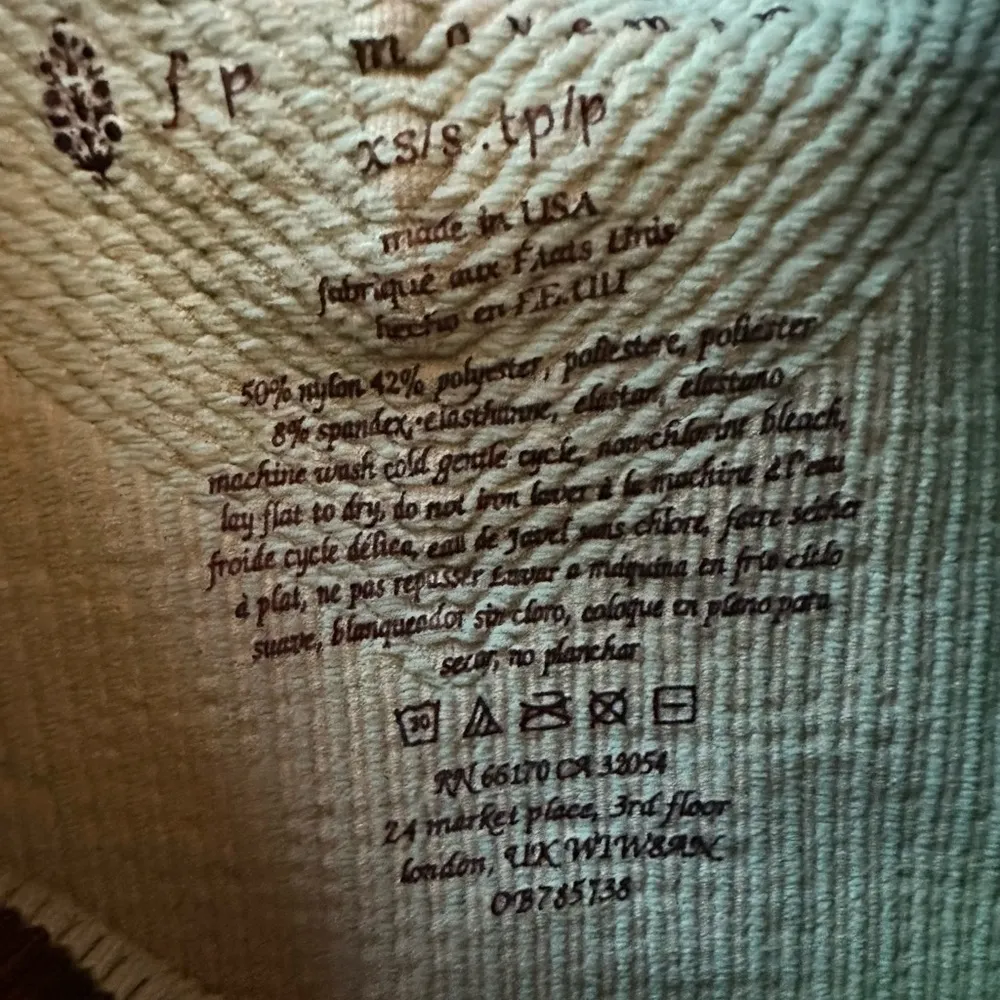 fp movement
xs/s . tp/p
made in USA
fabriqué aux États Unis
hecho en EE.UU
50% nylon 42% polyester, poliestere, poliester
8% spandex, elasthanne, elastan, elastano
machine wash cold gentle cycle, non-chlorine bleach,
lay flat to dry, do not iron laver à la machine à l'eau
froide cycle délica, eau de Javel sans chlore, faire sécher
à plat, ne pas repasser Lavar a máquina en frío ciclo
suave, blanqueador sin cloro, coloque en plano para
secar, no planchar
30
RN 66170 CA 32054
24 market place, 3rd floor
london, UK W1W8AN
OB785738